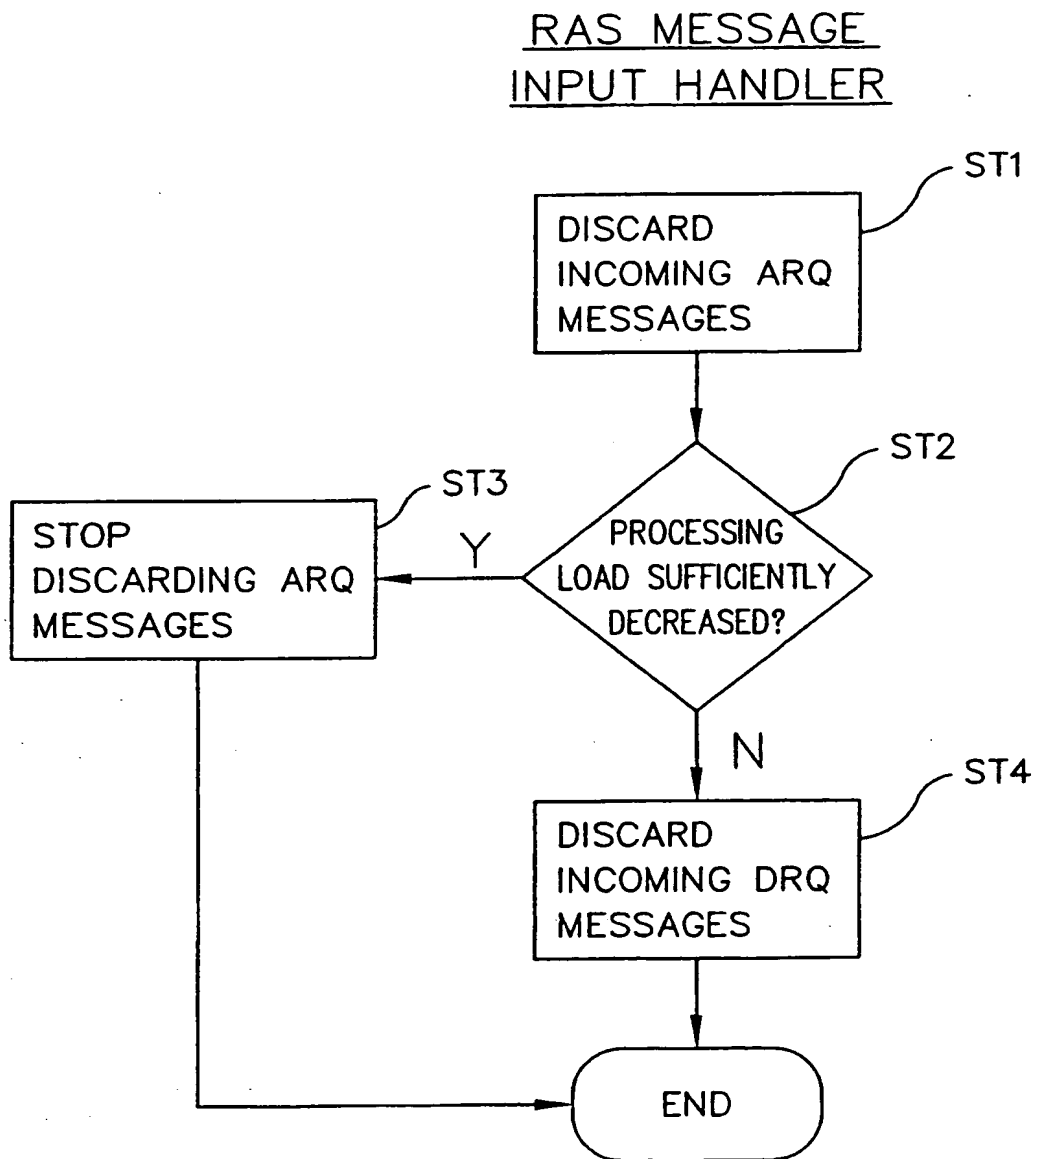 RAS MESSAGE
INPUT HANDLER
ST1
DISCARD
INCOMING ARQ
MESSAGES
ST2
PROCESSING
LOAD SUFFICIENTLY
DECREASED?
ST3
Y
STOP
DISCARDING ARQ
MESSAGES
N
ST4
DISCARD
INCOMING DRQ
MESSAGES
END